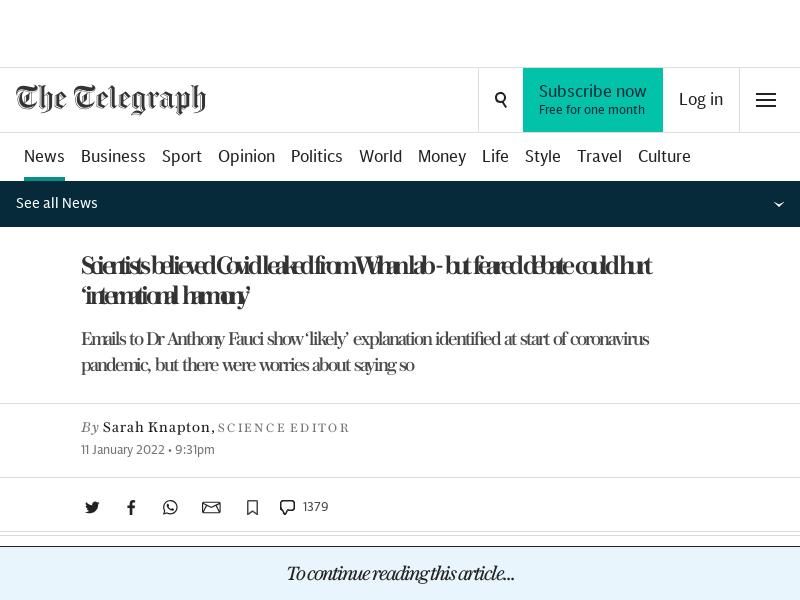 The Telegraph
Subscribe now
Free for one month
Log in
News Business Sport Opinion Politics World Money Life Style Travel Culture
See all News
Scientists believed Covid leaked from Wuhan lab - but feared debate could hurt
‘international harmony’
Emails to Dr Anthony Fauci show ‘likely’ explanation identified at start of coronavirus
pandemic, but there were worries about saying so
By Sarah Knapton, SCIENCE EDITOR
11 January 2022 • 9:31pm
1379
To continue reading this article...